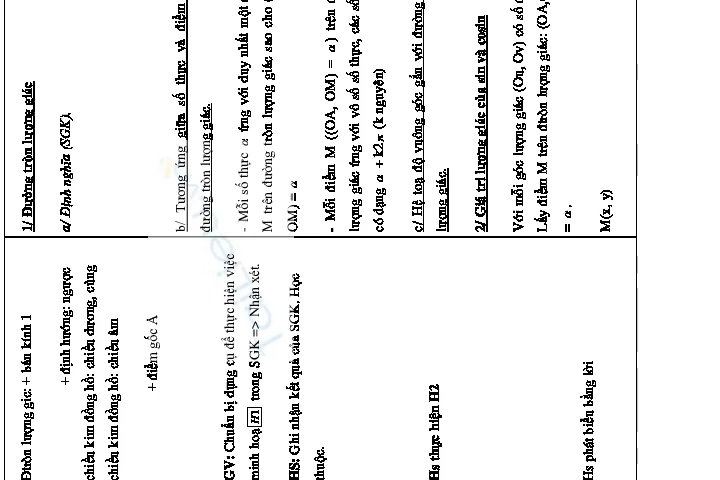 Đtròn lượng gic: + bán kính 1
+ định hướng: ngược
chiều kim đồng hồ: chiều dương, cùng
chiều kim đồng hồ: chiều âm
+ điểm gốc A
GV: Chuẩn bị dụng cụ để thực hiện việc
minh hoạ H1 trong SGK => Nhận xét.
HS: Ghi nhận kết quả của SGK. Học
thuộc.
Hs thực hiện H2
Hs phát biểu bằng lời
1/ Đường tròn lượng giác
a/ Định nghĩa (SGK).
b/ Tương ứng giữa số thực và điểm
đường tròn lượng giác.
- Mỗi số thực α ứng với duy nhất một
M trên đường tròn lượng giác sao cho
OM) = α
- Mỗi điểm M ((OA, OM) = α) trên
lượng giác ứng với vô số số thực, các số
có dạng α + k2π (k nguyên)
c/ Hệ toạ độ vuông góc gắn với đường
lượng giác.
2/ Giá trị lượng giác của sin và cosin
Với mỗi góc lượng giác (Ou, Ov) có số
Lấy điểm M trên đtròn lượng giác: (OA,
= α,
M(x, y)